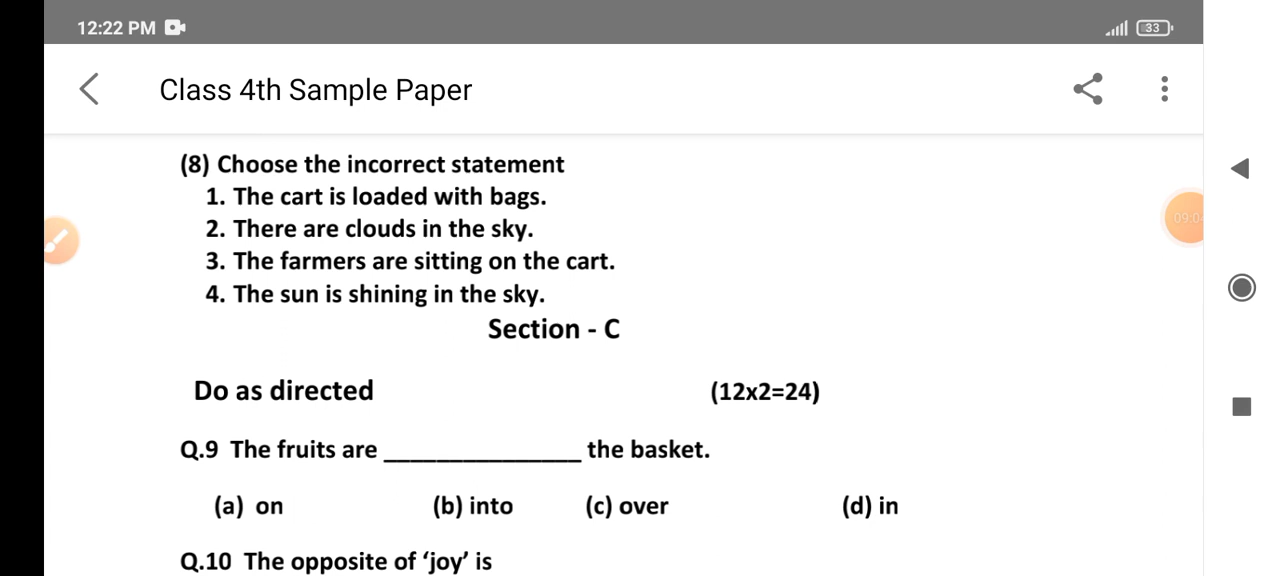 12:22 PM 33
Class 4th Sample Paper
(8) Choose the incorrect statement
1. The cart is loaded with bags.
2. There are clouds in the sky.
09:0
3. The farmers are sitting on the cart.
4. The sun is shining in the sky.
Section - C
Do as directed (12x2=24)
Q.9 The fruits are _______________ the basket.
(a) on (b) into (c) over (d) in
Q.10 The opposite of ‘joy’ is